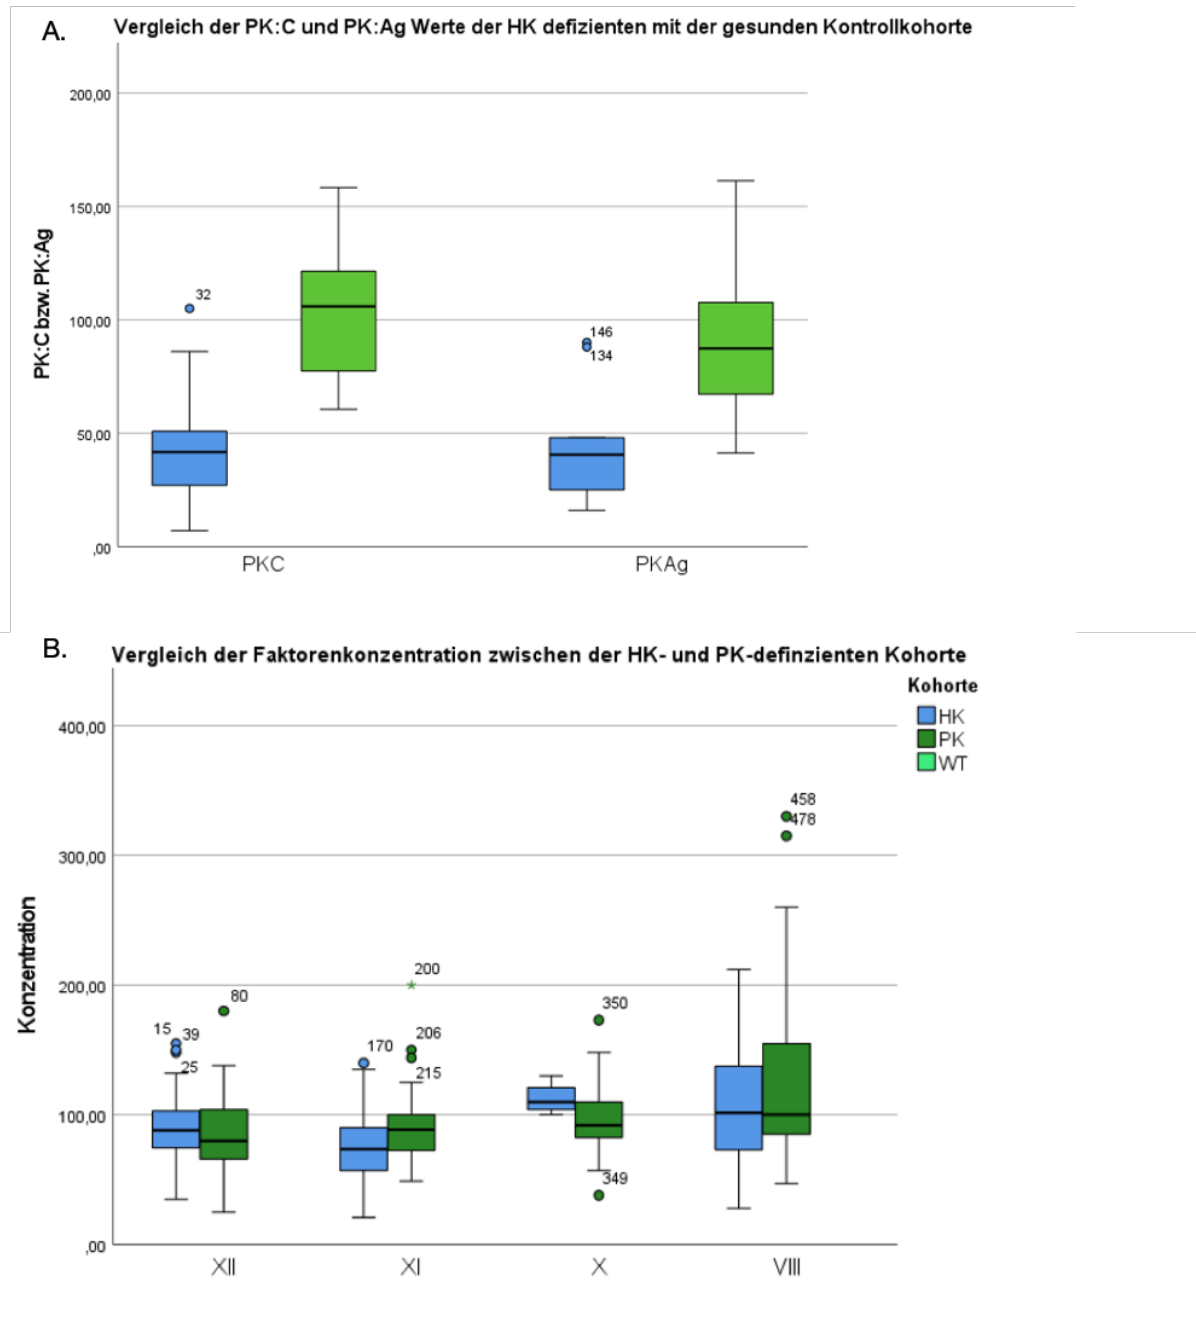 A.
Vergleich der PK:C und PK:Ag Werte der HK defizienten mit der gesunden Kontrollkohorte
PK:C bzw. PK:Ag
200,00
150,00
100,00
50,00
,00
32
146
134
PKC
PKAg
B.
Vergleich der Faktorenkonzentration zwischen der HK- und PK-definzienten Kohorte
Kohorte
HK
PK
WT
Konzentration
400,00
300,00
200,00
100,00
,00
15
39
25
80
170
200
206
215
350
349
458
478
XII
XI
X
VIII